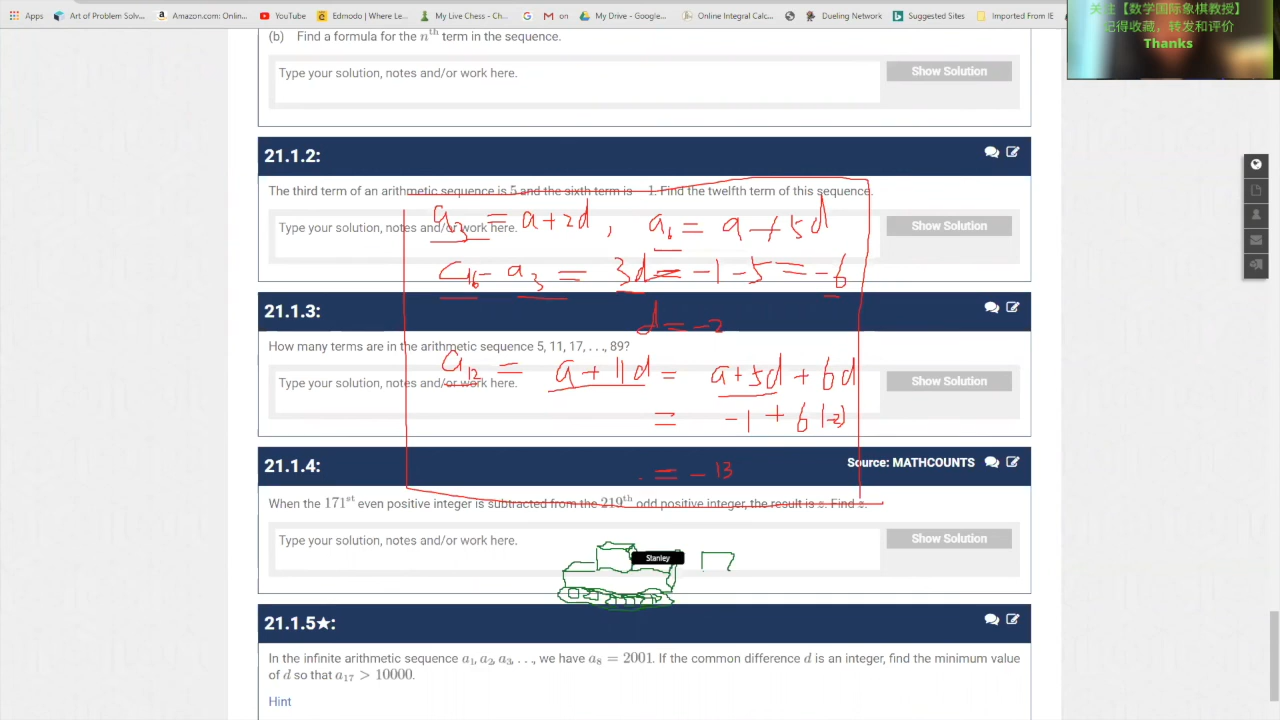 Art of Problem Solv...
Amazon.com: Onlin...
YouTube
Edmodo | Where Le...
My Live Chess - Che...
M
an
My Drive - Google...
Online Integral Calc...
Dueling Network
Suggested Sites
Imported From IE
关注【数学国际象棋教授】
记得收藏，转发和评价
Thanks
(b) Find a formula for the nth term in the sequence.
Type your solution, notes and/or work here.
Show Solution
21.1.2:
The third term of an arithmetic sequence is 5 and the sixth term is −1. Find the twelfth term of this sequence.
Type your solution, notes and/or work here.
Show Solution
a3 = a+2d, a6 = a+5d
a6 - a3 = 3d = -1-5 = -6
21.1.3:
d = -2
How many terms are in the arithmetic sequence 5, 11, 17, . . ., 89?
Type your solution, notes and/or work here.
Show Solution
a12 = a + 11d = a+5d + 6d
= -1 + 6(-2)
21.1.4:
Source: MATHCOUNTS
= -13
When the 171st even positive integer is subtracted from the 219th odd positive integer, the result is z. Find z.
Type your solution, notes and/or work here.
Show Solution
Stanley
21.1.5★:
In the infinite arithmetic sequence a1, a2, a3, . . ., we have a8 = 2001. If the common difference d is an integer, find the minimum value
of d so that a17 > 10000.
Hint